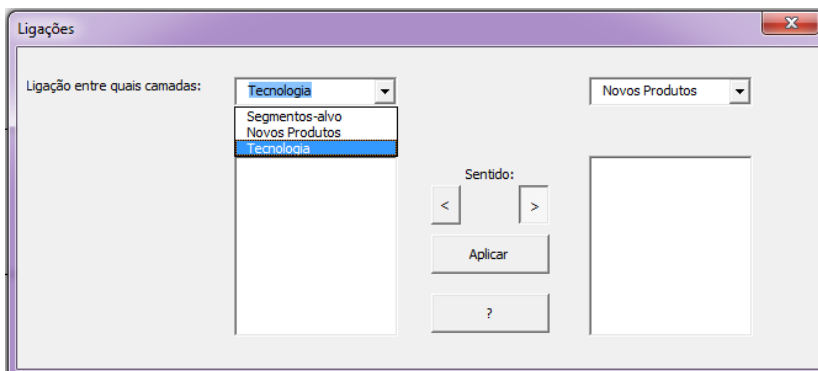 Ligações
x
Ligação entre quais camadas: Tecnologia Novos Produtos
Segmentos-alvo
Novos Produtos
Tecnologia
Sentido:
< >
Aplicar
?